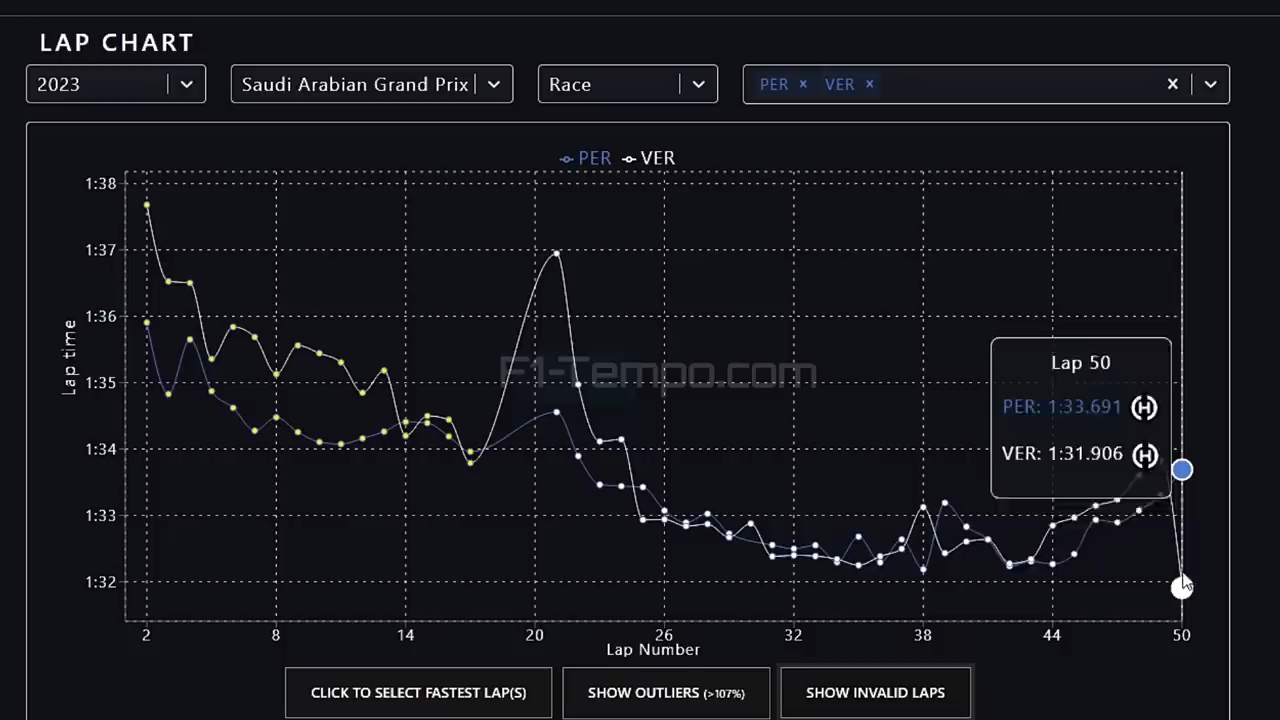 LAP CHART
2023
Saudi Arabian Grand Prix
Race
PER × VER ×
PER VER
1:38
1:37
1:36
1:35
1:34
1:33
1:32
Lap time
F1-Tempo.com
Lap 50
PER: 1:33.691 H
VER: 1:31.906 H
2 8 14 20 26 32 38 44 50
Lap Number
CLICK TO SELECT FASTEST LAP(S)
SHOW OUTLIERS (>107%)
SHOW INVALID LAPS